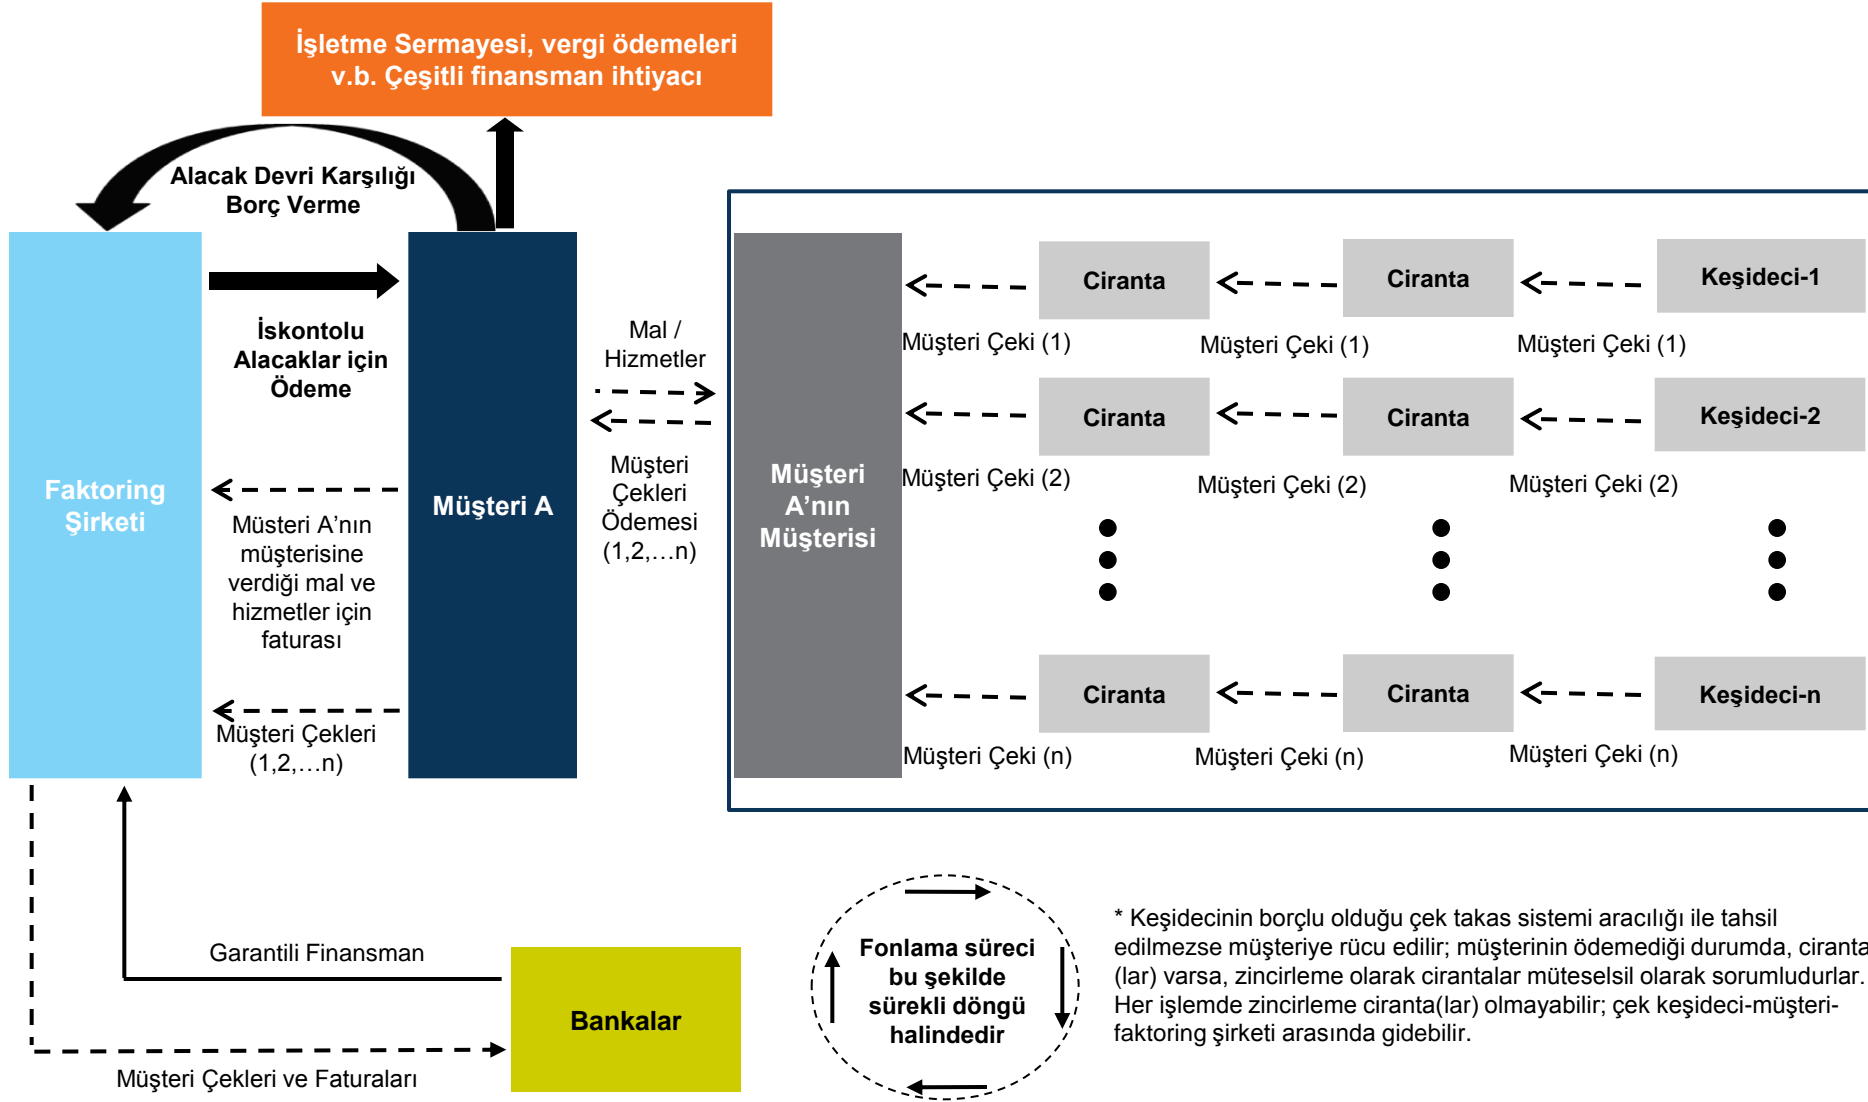 İşletme Sermayesi, vergi ödemeleri
v.b. Çeşitli finansman ihtiyacı
Alacak Devri Karşılığı
Borç Verme
Faktoring
Şirketi
İskontolu
Alacaklar için
Ödeme
Müsteri A’nın
müşterisine
verdiği mal ve
hizmetler için
faturası
Müşteri Çekleri
(1,2,…n)
Müşteri A
Mal /
Hizmetler
Müşteri
Çekleri
Ödemesi
(1,2,…n)
Müşteri
A’nın
Müşterisi
Ciranta
Ciranta
Keşideci-1
Müşteri Çeki (1)
Müşteri Çeki (1)
Müşteri Çeki (1)
Ciranta
Ciranta
Keşideci-2
Müşteri Çeki (2)
Müşteri Çeki (2)
Müşteri Çeki (2)
Ciranta
Ciranta
Keşideci-n
Müşteri Çeki (n)
Müşteri Çeki (n)
Müşteri Çeki (n)
Garantili Finansman
Bankalar
Müşteri Çekleri ve Faturaları
Fonlama süreci
bu şekilde
sürekli döngü
halindedir
* Keşidecinin borçlu olduğu çek takas sistemi aracılığı ile tahsil
edilmezse müşteriye rücu edilir; müşterinin ödemediği durumda, ciranta
(lar) varsa, zincirleme olarak cirantalar müteselsil olarak sorumludurlar.
Her işlemde zincirleme ciranta(lar) olmayabilir; çek keşideci-müşteri-
faktoring şirketi arasında gidebilir.